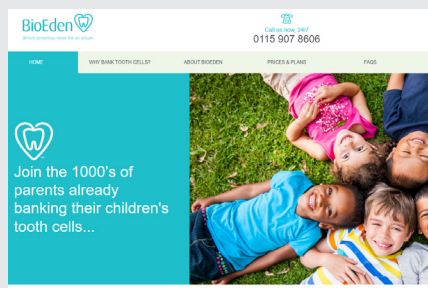 BioEden
Call us now, 24/7
0115 907 8606
HOME
WHY BANK TOOTH CELLS?
ABOUT BIOEDEN
PRICES & PLANS
FAQS
Join the 1000's of
parents already
banking their children's
tooth cells...